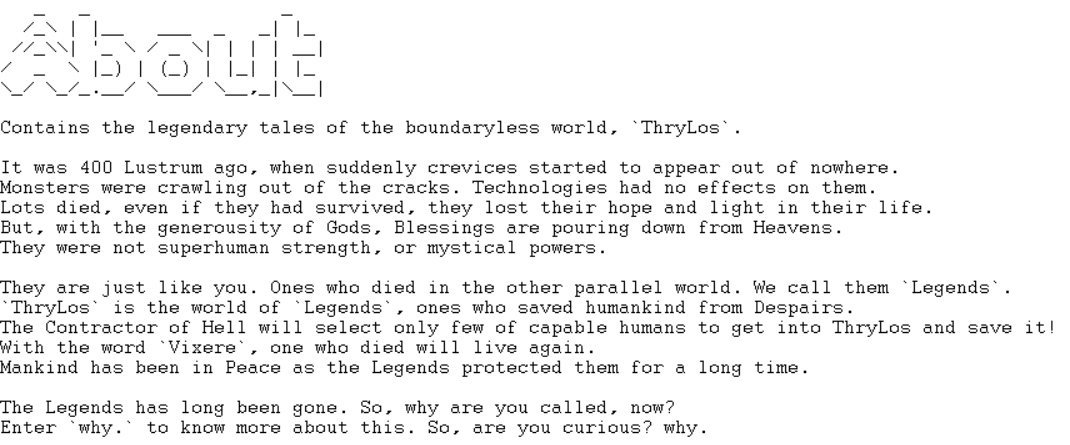 About
Contains the legendary tales of the boundaryless world, `ThryLos`.
It was 400 Lustrum ago, when suddenly crevices started to appear out of nowhere.
Monsters were crawling out of the cracks. Technologies had no effects on them.
Lots died, even if they had survived, they lost their hope and light in their life.
But, with the generousity of Gods, Blessings are pouring down from Heavens.
They were not superhuman strength, or mystical powers.
They are just like you. Ones who died in the other parallel world. We call them `Legends`.
`ThryLos` is the world of `Legends`, ones who saved humankind from Despairs.
The Contractor of Hell will select only few of capable humans to get into ThryLos and save it!
With the word `Vixere`, one who died will live again.
Mankind has been in Peace as the Legends protected them for a long time.
The Legends has long been gone. So, why are you called, now?
Enter `why.` to know more about this. So, are you curious? why.